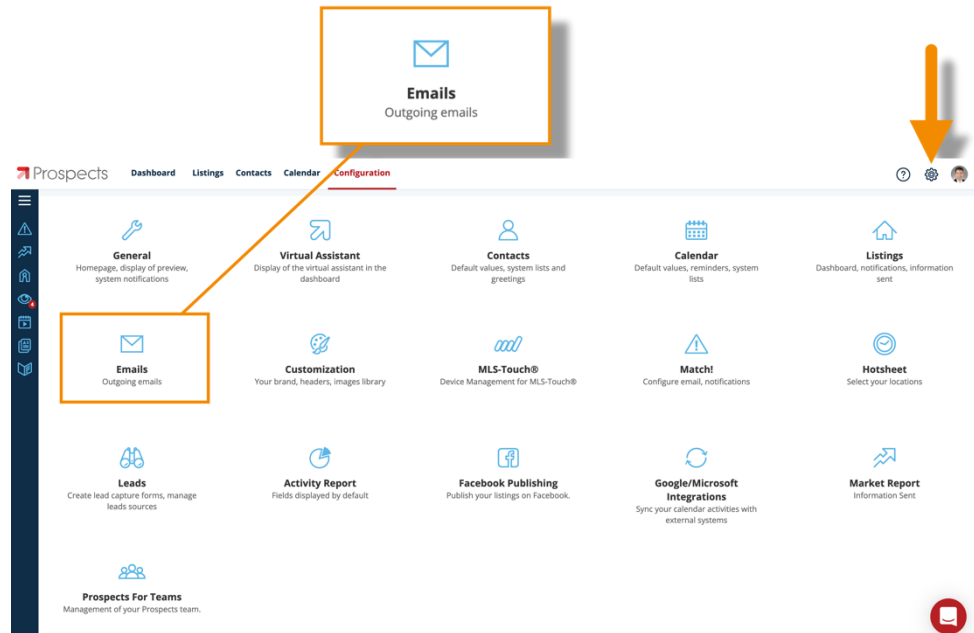 Emails
Outgoing emails
Prospects Dashboard Listings Contacts Calendar Configuration ?
General
Homepage, display of preview,
system notifications
Virtual Assistant
Display of the virtual assistant in the
dashboard
Contacts
Default values, system lists and
greetings
Calendar
Default values, reminders, system
lists
Listings
Dashboard, notifications, information
sent
4
Emails
Outgoing emails
Customization
Your brand, headers, images library
MLS-Touch®
Device Management for MLS-Touch®
Match!
Configure email, notifications
Hotsheet
Select your locations
Leads
Create lead capture forms, manage
leads sources
Activity Report
Fields displayed by default
Facebook Publishing
Publish your listings on Facebook.
Google/Microsoft
Integrations
Sync your calendar activities with
external systems
Market Report
Information Sent
Prospects For Teams
Management of your Prospects team.